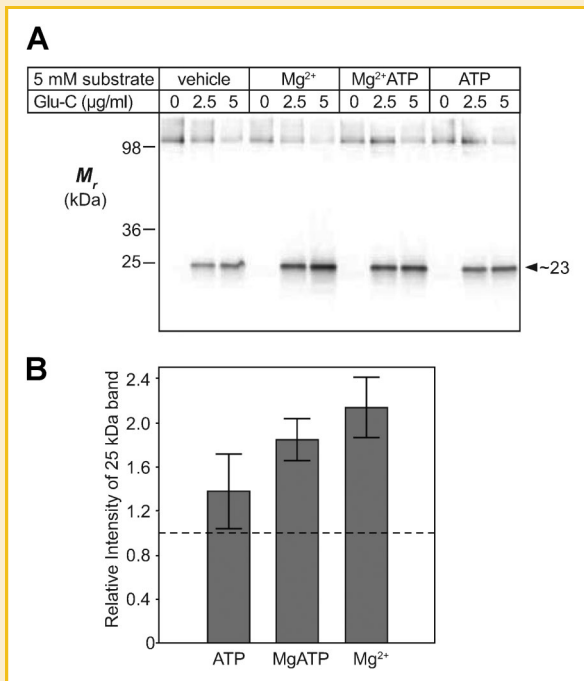 A
5 mM substrate vehicle Mg²⁺ Mg²⁺ATP ATP
Glu-C (µg/ml) 0 2.5 5 0 2.5 5 0 2.5 5 0 2.5 5
98
Mr
(kDa)
36
25
~23
B
Relative Intensity of 25 kDa band
2.4
2.0
1.6
1.2
0.8
0.4
0
ATP MgATP Mg²⁺